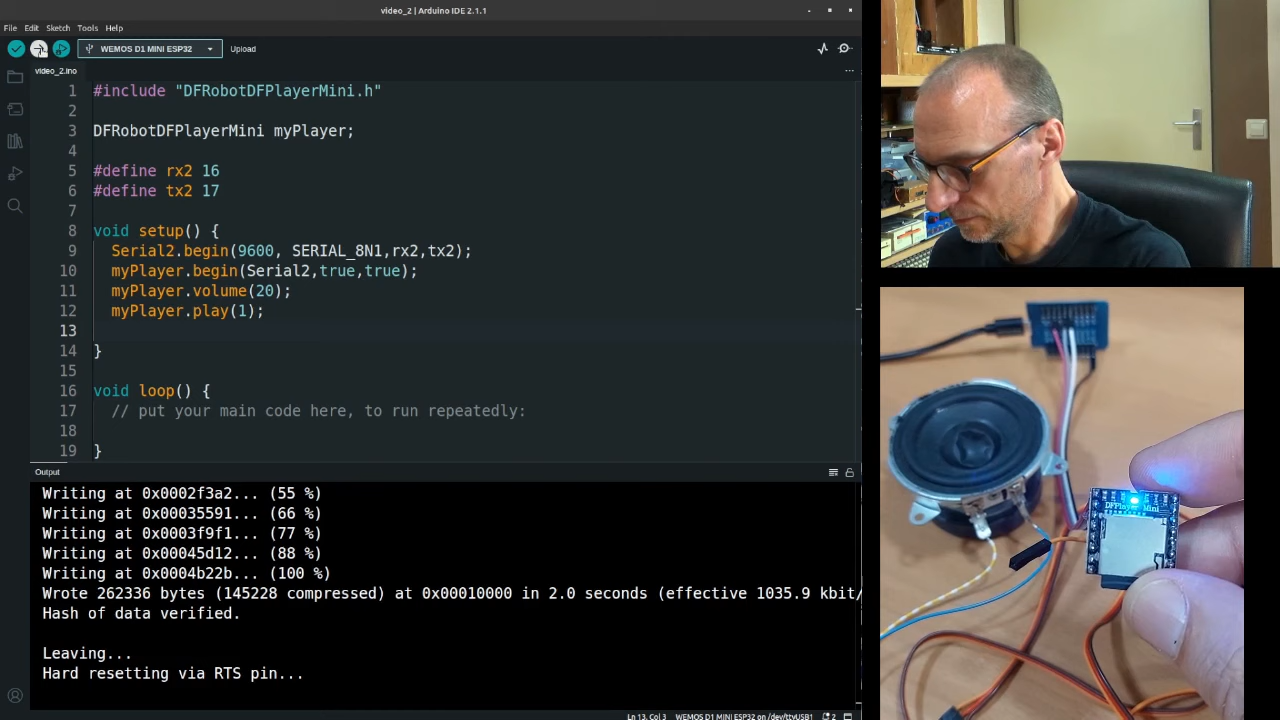 video_2 | Arduino IDE 2.1.1
File Edit Sketch Tools Help
WEMOS D1 MINI ESP32 Upload
video_2.ino
1 #include "DFRobotDFPlayerMini.h"
2
3 DFRobotDFPlayerMini myPlayer;
4
5 #define rx2 16
6 #define tx2 17
7
8 void setup() {
9 Serial2.begin(9600, SERIAL_8N1,rx2,tx2);
10 myPlayer.begin(Serial2,true,true);
11 myPlayer.volume(20);
12 myPlayer.play(1);
13
14 }
15
16 void loop() {
17 // put your main code here, to run repeatedly:
18
19 }
Output
Writing at 0x0002f3a2... (55 %)
Writing at 0x00035591... (66 %)
Writing at 0x0003f9f1... (77 %)
Writing at 0x00045d12... (88 %)
Writing at 0x0004b22b... (100 %)
Wrote 262336 bytes (145228 compressed) at 0x00010000 in 2.0 seconds (effective 1035.9 kbit/
Hash of data verified.
Leaving...
Hard resetting via RTS pin...
Ln 13, Col 3 WEMOS D1 MINI ESP32 on /dev/ttyUSB1 2
DFPlayer Mini